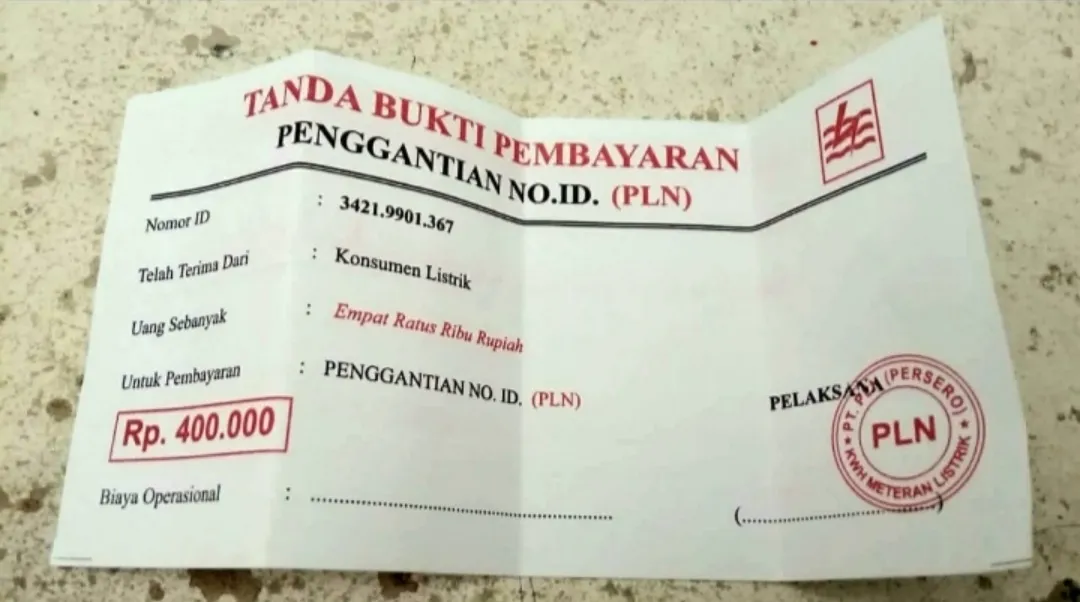 TANDA BUKTI PEMBAYARAN
PENGGANTIAN NO.ID. (PLN)
Nomor ID : 3421.9901.367
Telah Terima Dari : Konsumen Listrik
Uang Sebanyak : Empat Ratus Ribu Rupiah
Untuk Pembayaran : PENGGANTIAN NO. ID. (PLN)
Rp. 400.000
Biaya Operasional : ................................................................
PELAKSANA
PT. PLN (PERSERO)
PLN
KWH METERAN LISTRIK
(........................................)